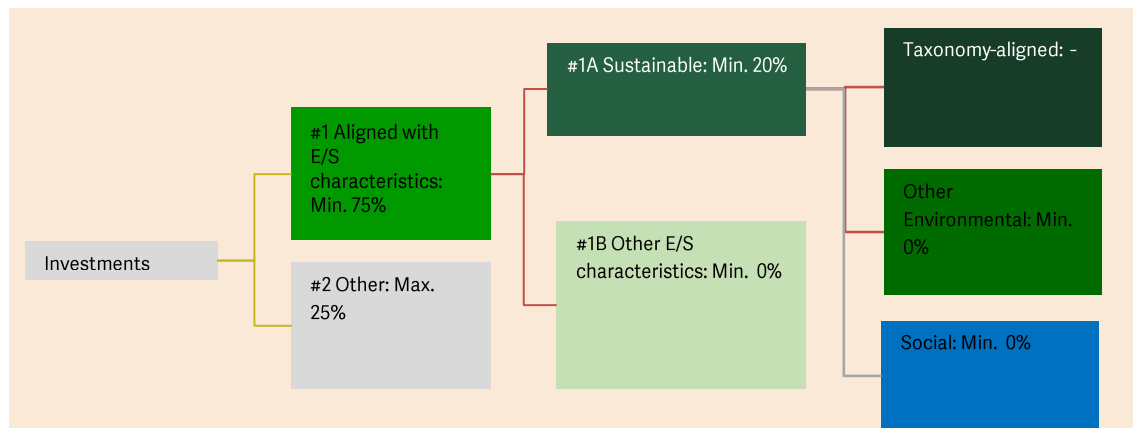 Investments
#1 Aligned with
E/S
characteristics:
Min. 75%
#2 Other: Max.
25%
#1A Sustainable: Min. 20%
#1B Other E/S
characteristics: Min.  0%
Taxonomy-aligned: -
Other
Environmental: Min.
0%
Social: Min.  0%